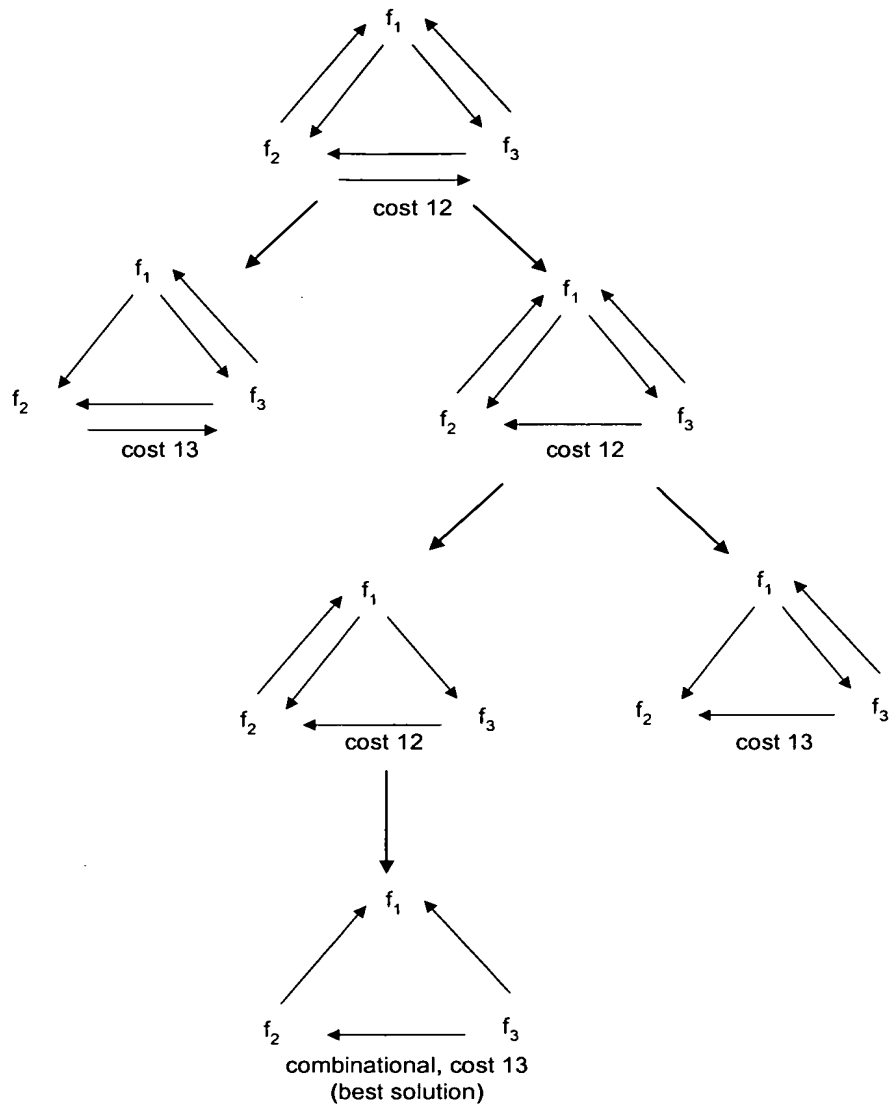 f₁
f₂ f₃
cost 12
f₁
f₂ f₃
cost 13
f₁
f₂ f₃
cost 12
f₁
f₂ f₃
cost 12
f₁
f₂ f₃
cost 13
f₁
f₂ f₃
combinational, cost 13
(best solution)